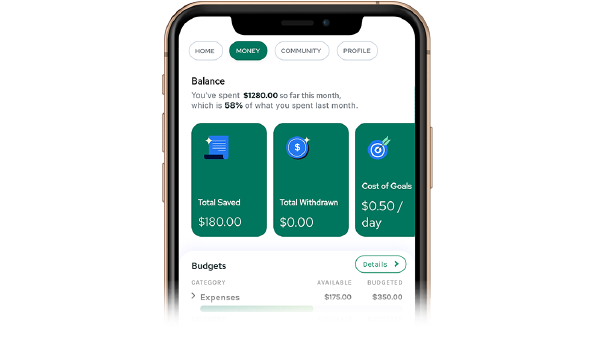 HOME MONEY COMMUNITY PROFILE
Balance
You've spent $1280.00 so far this month,
which is 58% of what you spent last month.
Total Saved
$180.00
Total Withdrawn
$0.00
Cost of Goals
$0.50 /
day
Budgets
Details
CATEGORY AVAILABLE BUDGETED
Expenses $175.00 $350.00